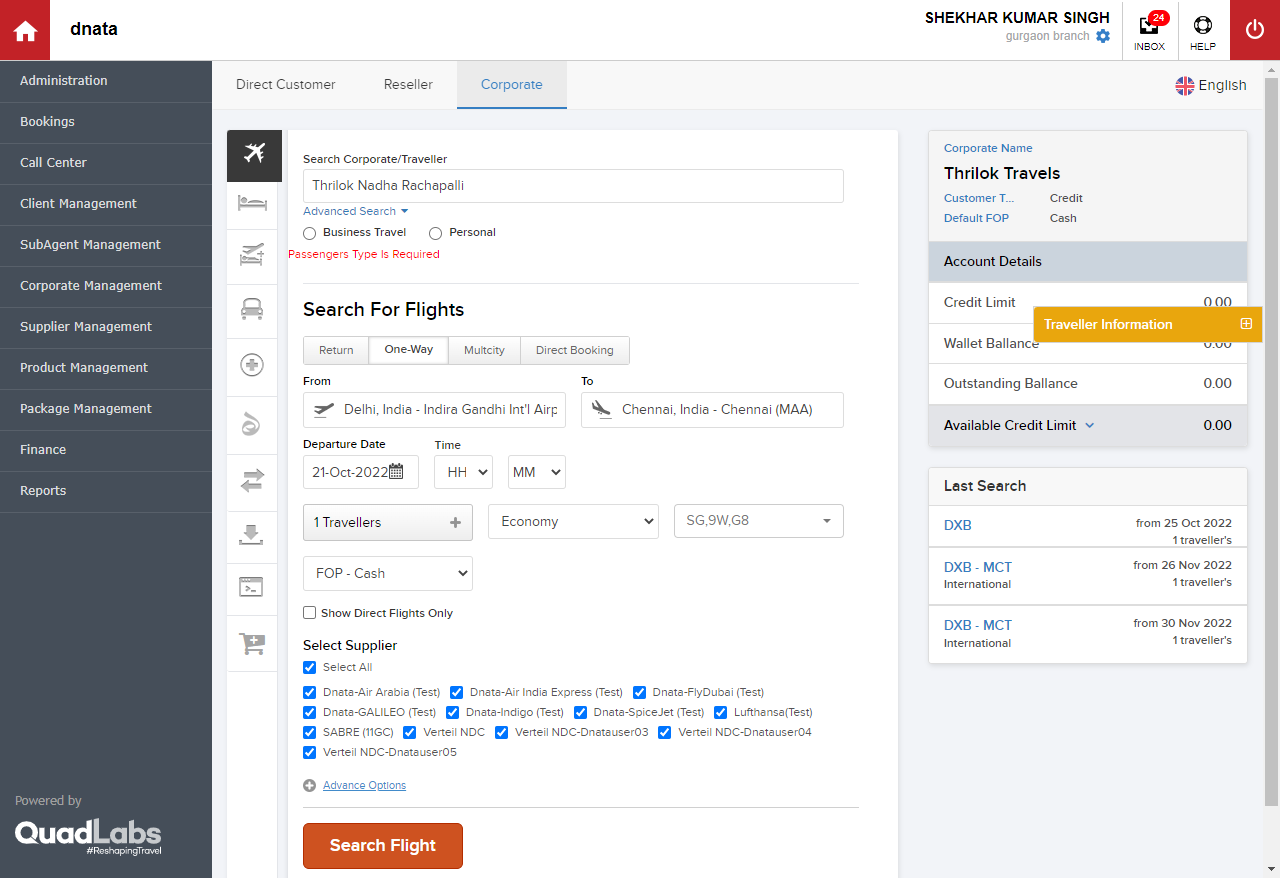 dnata
SHEKHAR KUMAR SINGH
gurgaon branch
24
INBOX
HELP
Administration
Bookings
Call Center
Client Management
SubAgent Management
Corporate Management
Supplier Management
Product Management
Package Management
Finance
Reports
Powered by
QuadLabs
#ReshapingTravel
Direct Customer
Reseller
Corporate
English
Search Corporate/Traveller
Thrilok Nadha Rachapalli
Advanced Search
Business Travel
Personal
Passengers Type Is Required
Search For Flights
Return
One-Way
Multcity
Direct Booking
From
To
Delhi, India - Indira Gandhi Int'l Airp
Chennai, India - Chennai (MAA)
Departure Date
Time
21-Oct-2022
HH
MM
1 Travellers
Economy
SG,9W,G8
FOP - Cash
Show Direct Flights Only
Select Supplier
Select All
Dnata-Air Arabia (Test) Dnata-Air India Express (Test) Dnata-FlyDubai (Test)
Dnata-GALILEO (Test) Dnata-Indigo (Test) Dnata-SpiceJet (Test) Lufthansa(Test)
SABRE (11GC) Verteil NDC Verteil NDC-Dnatauser03 Verteil NDC-Dnatauser04
Verteil NDC-Dnatauser05
Advance Options
Search Flight
Corporate Name
Thrilok Travels
Customer T... Credit
Default FOP Cash
Account Details
Credit Limit 0.00
Traveller Information
Wallet Ballance 0.00
Outstanding Ballance 0.00
Available Credit Limit 0.00
Last Search
DXB from 25 Oct 2022
1 traveller's
DXB - MCT from 26 Nov 2022
International 1 traveller's
DXB - MCT from 30 Nov 2022
International 1 traveller's